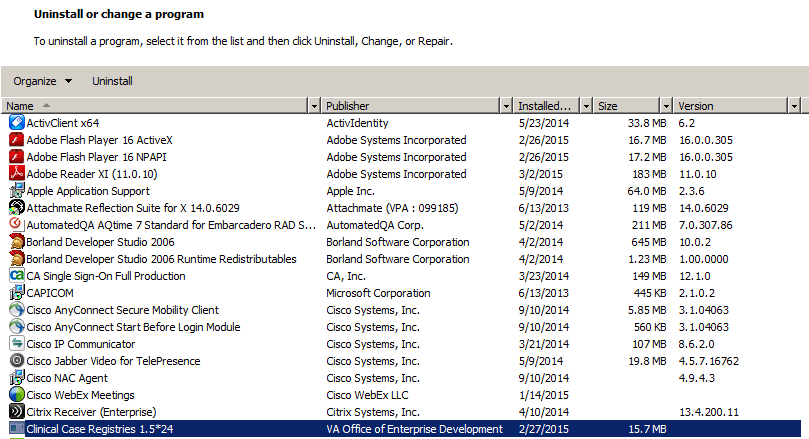 Uninstall or change a program
To uninstall a program, select it from the list and then click Uninstall, Change, or Repair.
Organize Uninstall
Name Publisher Installed... Size Version
ActivClient x64 ActivIdentity 5/23/2014 33.8 MB 6.2
Adobe Flash Player 16 ActiveX Adobe Systems Incorporated 2/26/2015 16.7 MB 16.0.0.305
Adobe Flash Player 16 NPAPI Adobe Systems Incorporated 2/26/2015 17.2 MB 16.0.0.305
Adobe Reader XI (11.0.10) Adobe Systems Incorporated 3/2/2015 183 MB 11.0.10
Apple Application Support Apple Inc. 5/9/2014 64.0 MB 2.3.6
Attachmate Reflection Suite for X 14.0.6029 Attachmate (VPA : 099185) 6/13/2013 119 MB 14.0.6029
AutomatedQA AQtime 7 Standard for Embarcadero RAD S... AutomatedQA Corp. 5/2/2014 211 MB 7.0.307.86
Borland Developer Studio 2006 Borland Software Corporation 4/2/2014 645 MB 10.0.2
Borland Developer Studio 2006 Runtime Redistributables Borland Software Corporation 4/2/2014 1.23 MB 1.00.0000
CA Single Sign-On Full Production CA, Inc. 3/23/2014 149 MB 12.1.0
CAPICOM Microsoft Corporation 6/13/2013 445 KB 2.1.0.2
Cisco AnyConnect Secure Mobility Client Cisco Systems, Inc. 9/10/2014 5.85 MB 3.1.04063
Cisco AnyConnect Start Before Login Module Cisco Systems, Inc. 9/10/2014 560 KB 3.1.04063
Cisco IP Communicator Cisco Systems, Inc. 3/21/2014 107 MB 8.6.2.0
Cisco Jabber Video for TelePresence Cisco Systems, Inc. 5/9/2014 19.8 MB 4.5.7.16762
Cisco NAC Agent Cisco Systems, Inc. 9/10/2014 4.9.4.3
Cisco WebEx Meetings Cisco WebEx LLC 1/14/2015
Citrix Receiver (Enterprise) Citrix Systems, Inc. 4/10/2014 13.4.200.11
Clinical Case Registries 1.5*24 VA Office of Enterprise Development 2/27/2015 15.7 MB